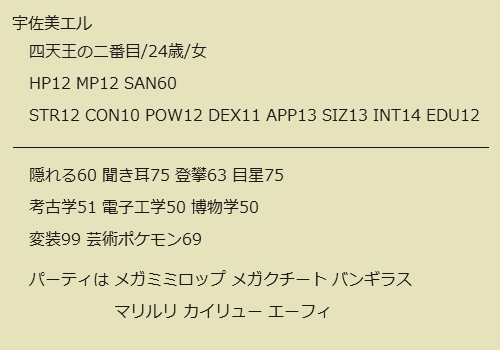 宇佐美エル
四天王の二番目/24歳/女
HP12 MP12 SAN60
STR12 CON10 POW12 DEX11 APP13 SIZ13 INT14 EDU12
隠れる60 聞き耳75 登攀63 目星75
考古学51 電子工学50 博物学50
変装99 芸術ポケモン69
パーティは メガミミロップ メガクチート バンギラス
マリルリ カイリュー エーフィ